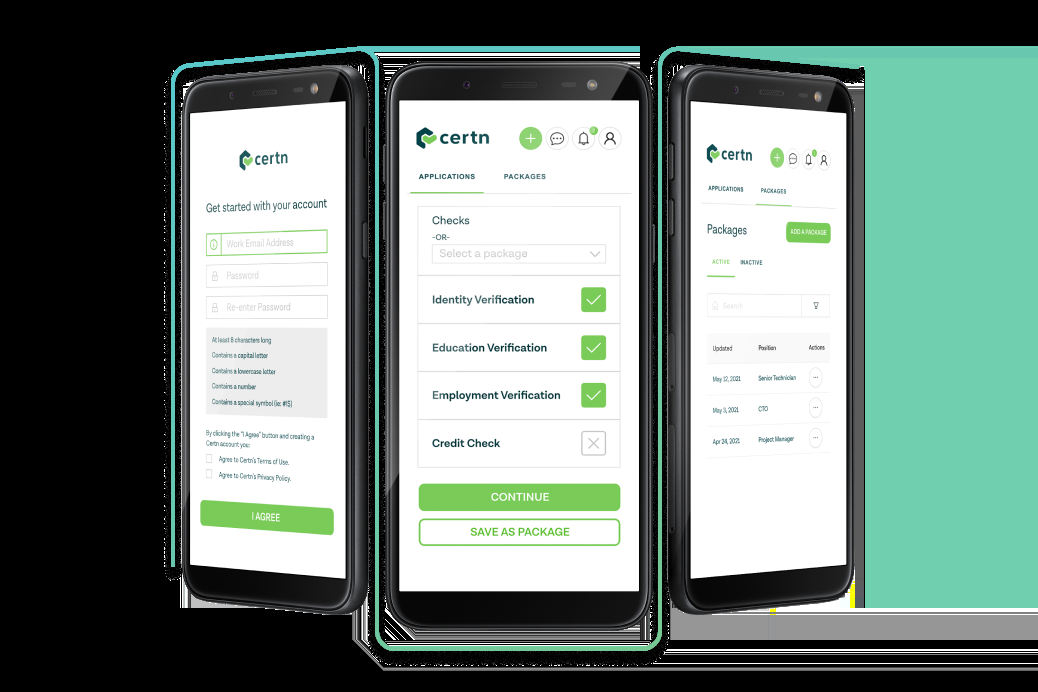 certn
Get started with your account
Work Email Address
Password
Re-enter Password
At least 8 characters long
Contains a capital letter
Contains a lowercase letter
Contains a number
Contains a special symbol (ie: #!$)
By clicking the "I Agree" button and creating a
Certn account you:
Agree to Certn's Terms of Use.
Agree to Certn's Privacy Policy.
I AGREE
certn
APPLICATIONS PACKAGES
Checks
-OR-
Select a package
Identity Verification
Education Verification
Employment Verification
Credit Check
CONTINUE
SAVE AS PACKAGE
certn
APPLICATIONS PACKAGES
Packages ADD A PACKAGE
ACTIVE INACTIVE
Search
Updated Position Actions
May 12, 2021 Senior Technician
May 3, 2021 CTO
Apr 24, 2021 Project Manager